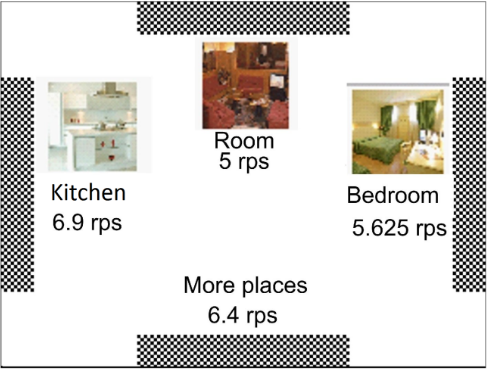 Room
5 rps
Kitchen
6.9 rps
Bedroom
5.625 rps
More places
6.4 rps